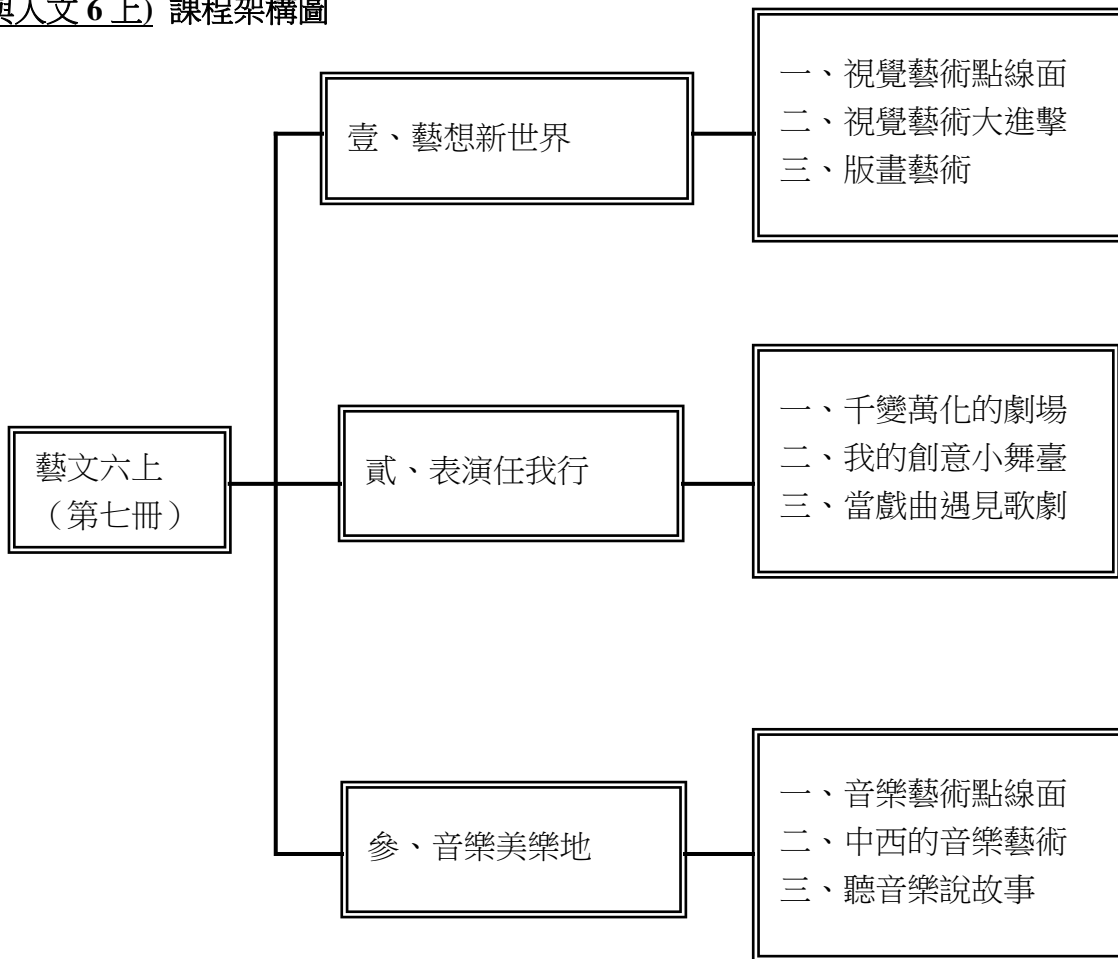 與人文 6 上) 課程架構圖
一、視覺藝術點線面
二、視覺藝術大進擊
三、版畫藝術
壹、藝想新世界
一、千變萬化的劇場
二、我的創意小舞臺
三、當戲曲遇見歌劇
貳、表演任我行
藝文六上
（第七冊）
一、音樂藝術點線面
二、中西的音樂藝術
三、聽音樂說故事
參、音樂美樂地